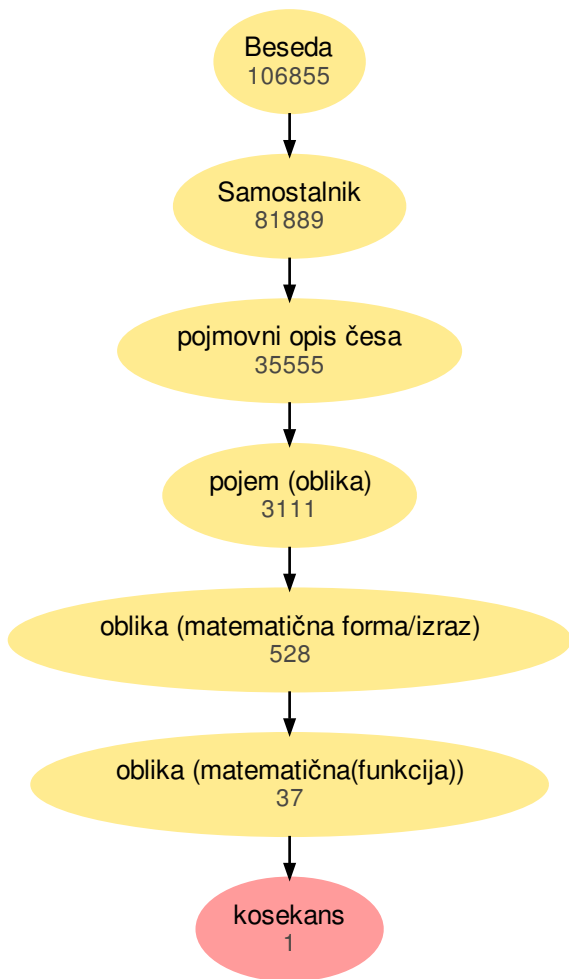 Beseda
106855
Samostalnik
81889
pojmovni opis česa
35555
pojem (oblika)
3111
oblika (matematična forma/izraz)
528
oblika (matematična(funkcija))
37
kosekans
1